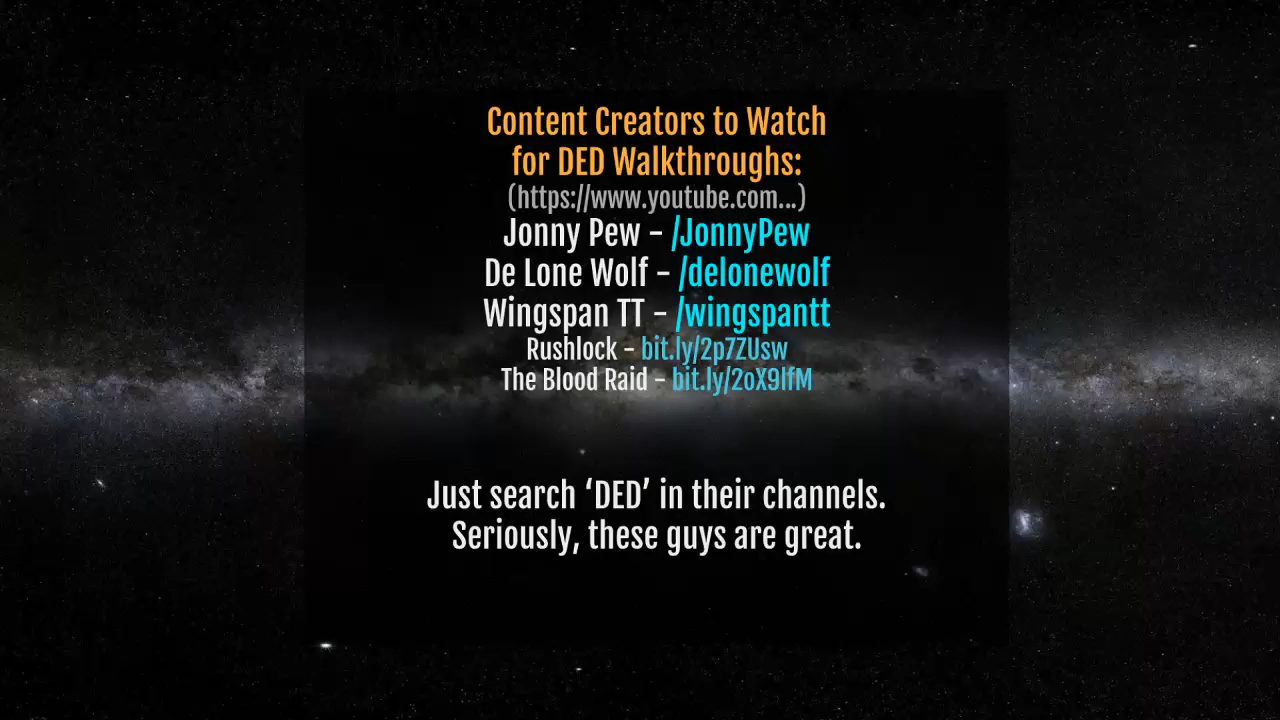 Content Creators to Watch
for DED Walkthroughs:
(https://www.youtube.com...)
Jonny Pew - /JonnyPew
De Lone Wolf - /delonewolf
Wingspan TT - /wingspantt
Rushlock - bit.ly/2p7ZUsw
The Blood Raid - bit.ly/2oX9lfM
Just search ‘DED’ in their channels.
Seriously, these guys are great.